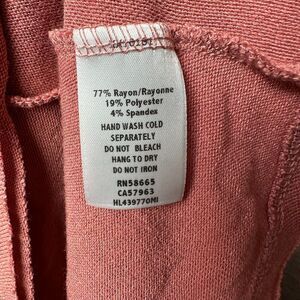 77% Rayon/Rayonne
19% Polyester
4% Spandex
HAND WASH COLD
SEPARATELY
DO NOT BLEACH
HANG TO DRY
DO NOT IRON
RN58665
CA57963
HL439770MI